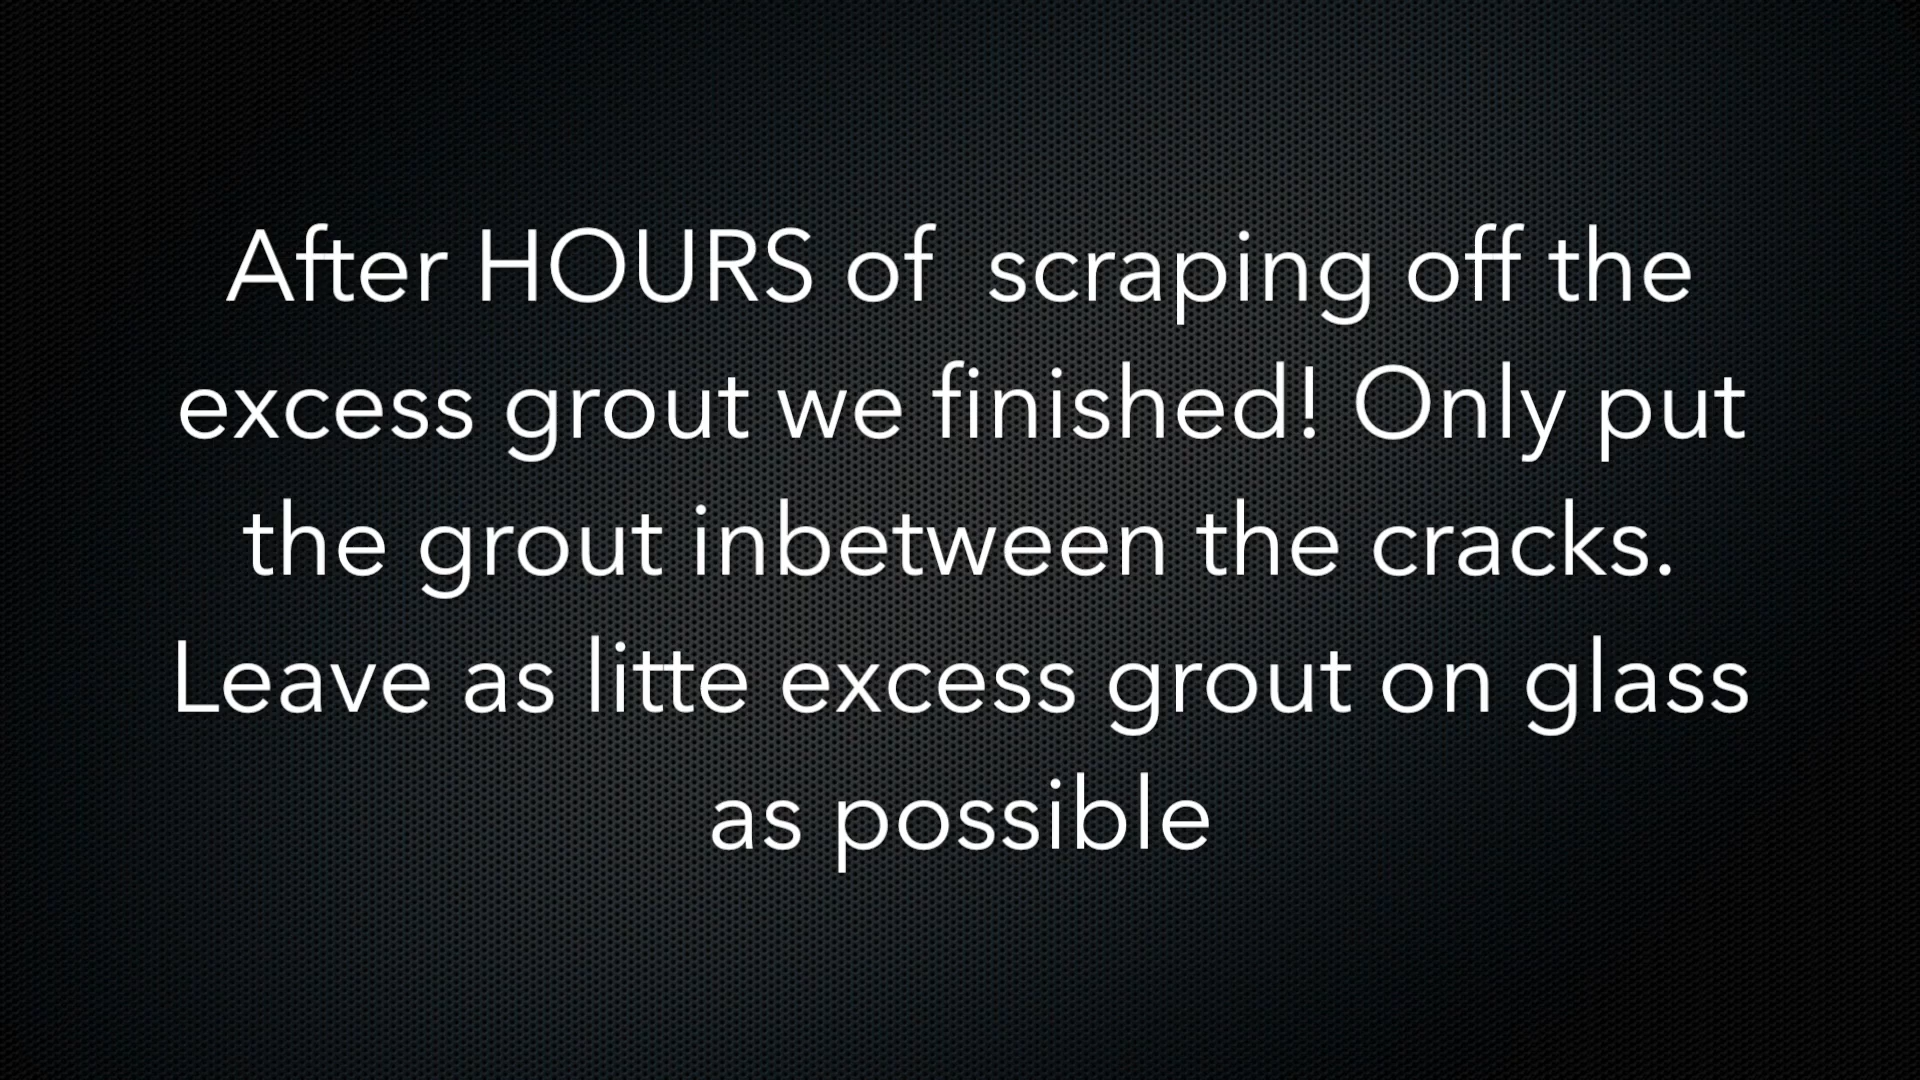 After HOURS of  scraping off the
excess grout we finished! Only put
the grout inbetween the cracks.
Leave as litte excess grout on glass
as possible